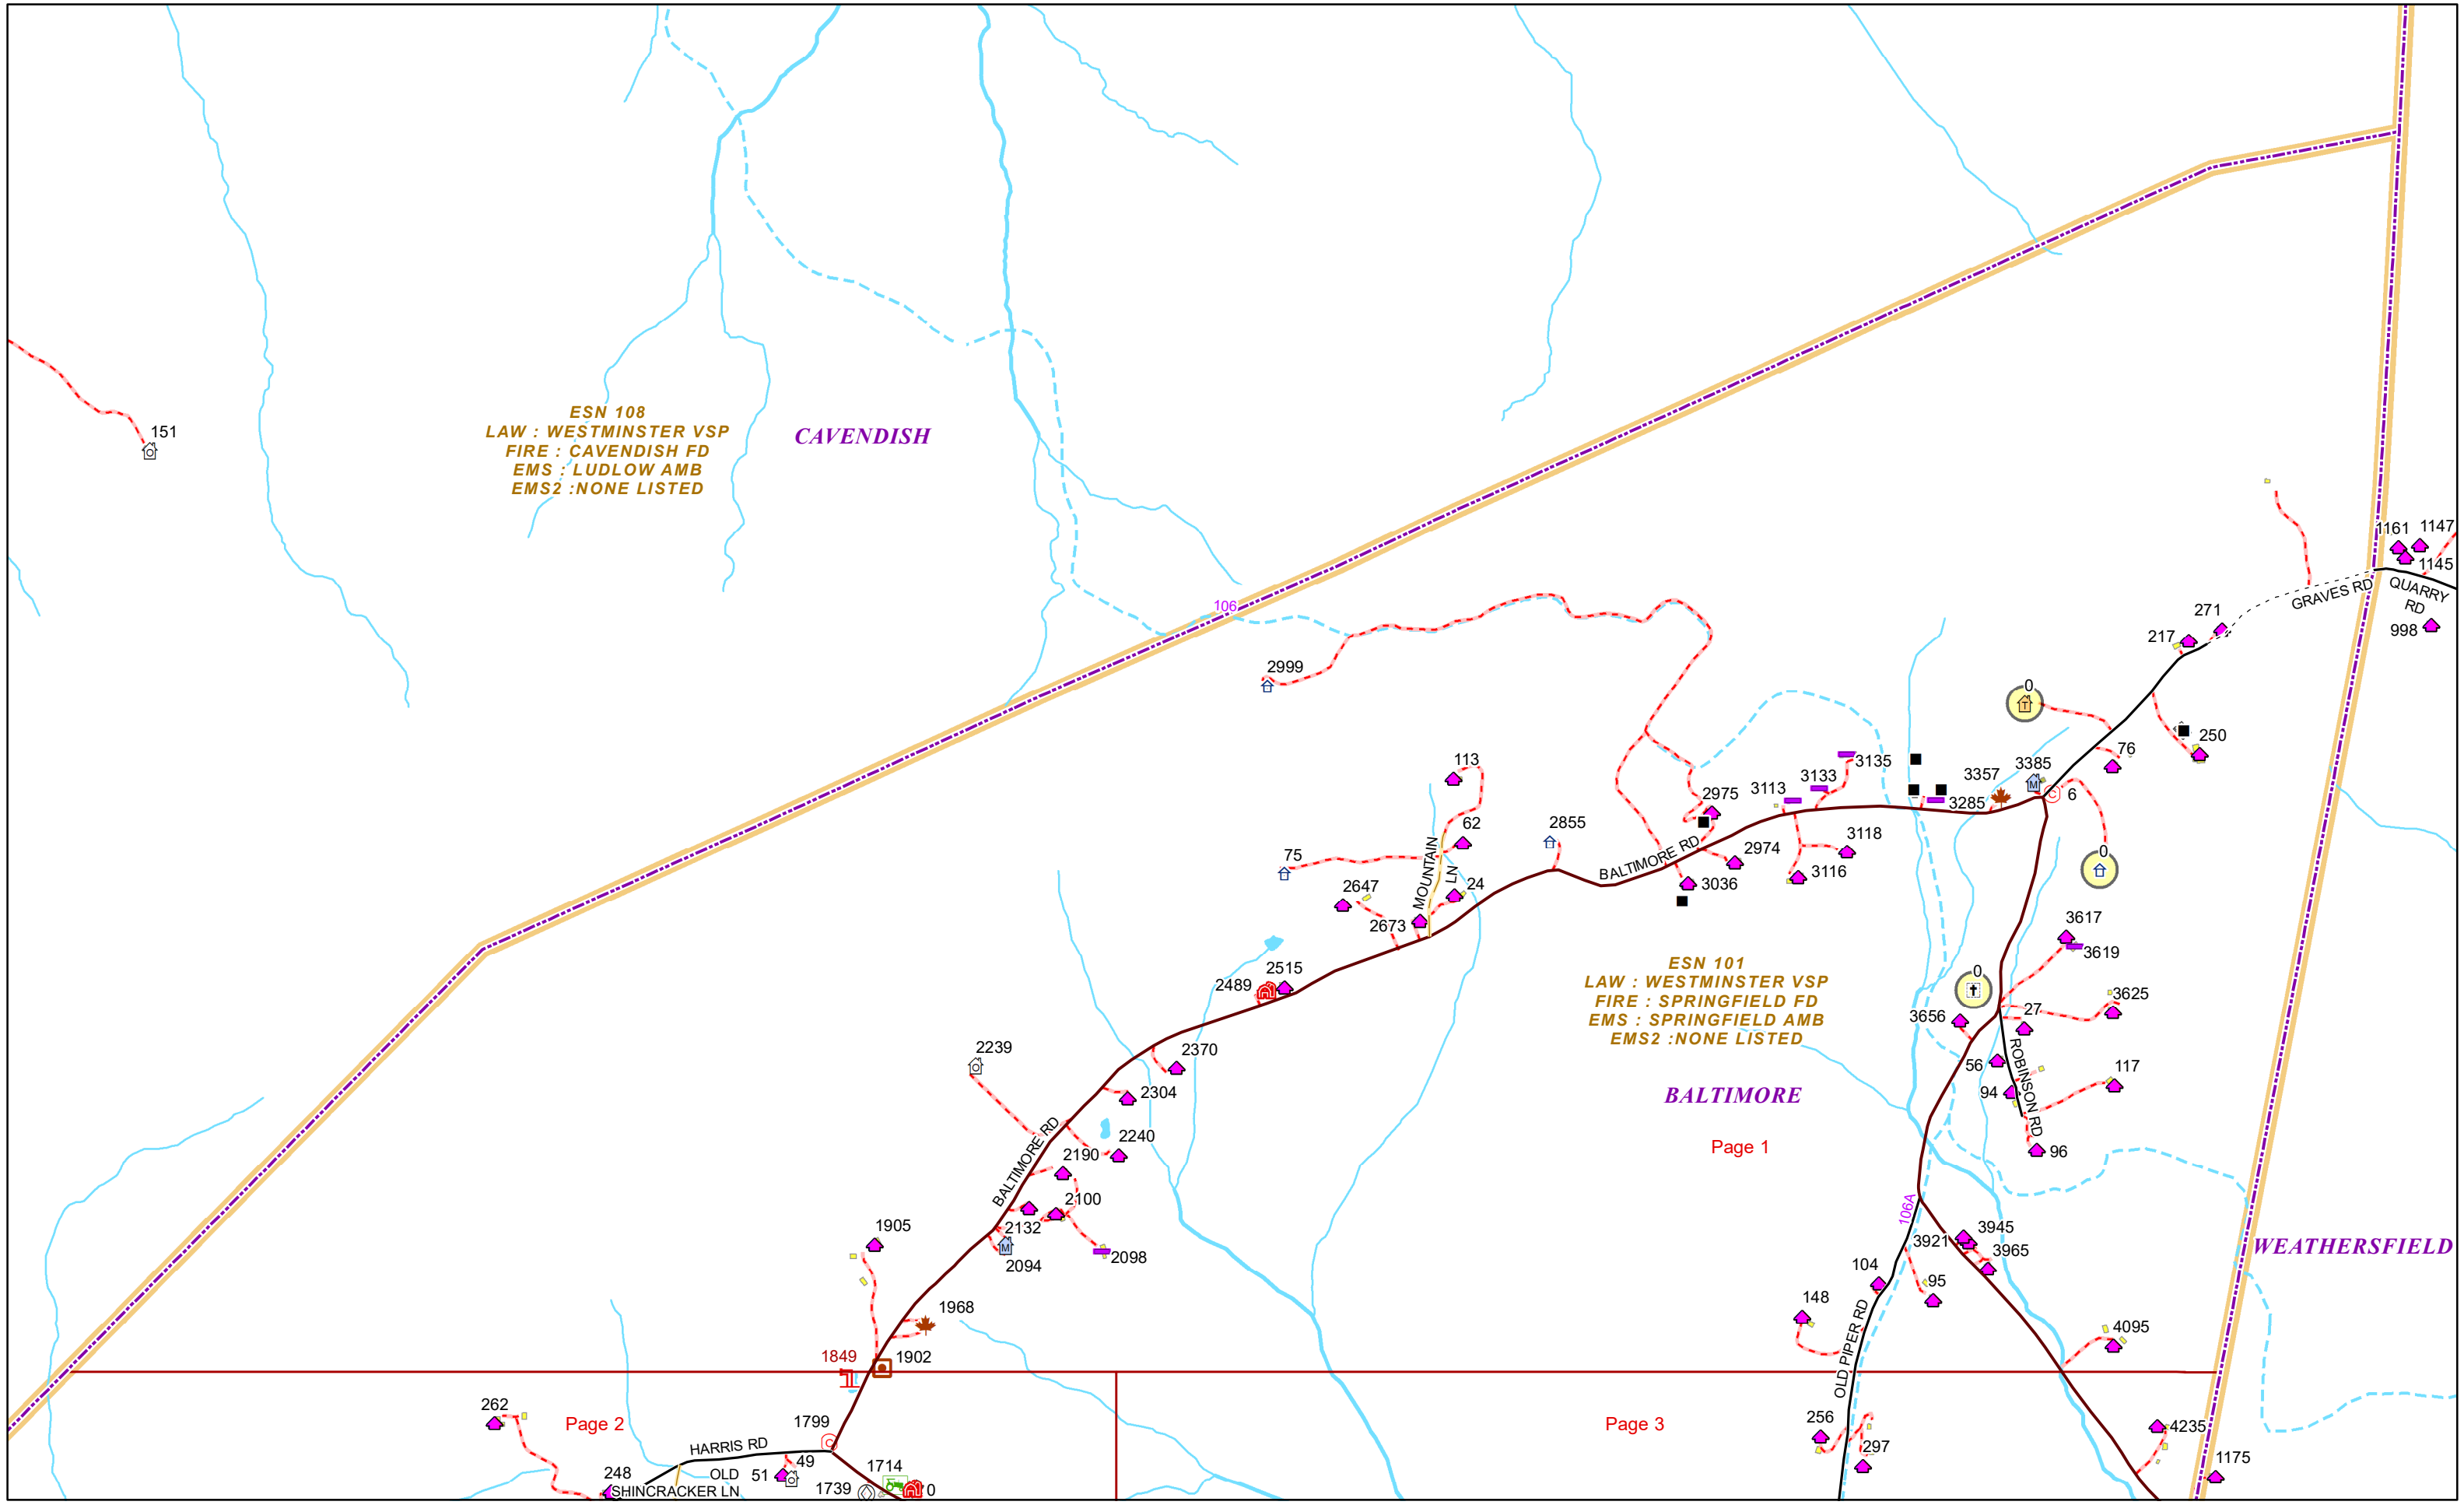 151
ESN 108
LAW : WESTMINSTER VSP
FIRE : CAVENDISH FD
EMS : LUDLOW AMB
EMS2 :NONE LISTED
CAVENDISH
106
1161
1147
1145
GRAVES RD
QUARRY
RD
998
271
217
0
T
250
76
2999
113
3135
3133
3113
3357
3385
M
C
6
3285
2975
62
2855
75
MOUNTAIN
LN
24
2647
2673
BALTIMORE RD
2974
3036
3118
3116
0
3617
3619
0
3625
27
3656
56
ROBINSON RD
117
94
96
ESN 101
LAW : WESTMINSTER VSP
FIRE : SPRINGFIELD FD
EMS : SPRINGFIELD AMB
EMS2 :NONE LISTED
BALTIMORE
Page 1
2515
2489
2239
2370
2304
BALTIMORE RD
2240
2190
2100
2132
M
2094
2098
1905
1968
1849
1902
106A
3945
3921
3965
WEATHERSFIELD
104
95
148
OLD PIPER RD
4095
262
Page 2
1799
C
Page 3
256
297
4235
1175
HARRIS RD
OLD
SHINCRACKER LN
248
51
49
1714
1739
0